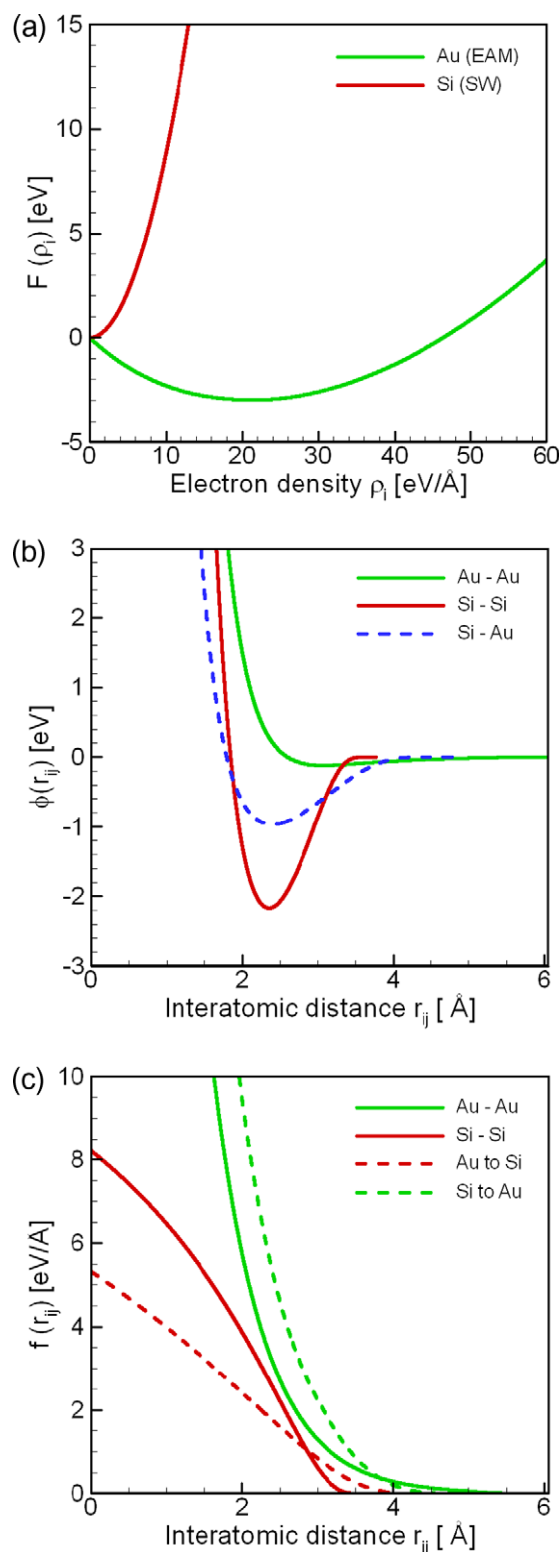 (a)
15
10
5
0
-5
F (ρi) [eV]
Au (EAM)
Si (SW)
0 10 20 30 40 50 60
Electron density ρi [eV/Å]
(b)
3
2
1
0
-1
-2
-3
ϕ(rij) [eV]
Au - Au
Si - Si
Si - Au
0 2 4 6
Interatomic distance rij [ Å]
(c)
10
8
6
4
2
0
f (rij) [eV/A]
Au - Au
Si - Si
Au to Si
Si to Au
0 2 4 6
Interatomic distance rij [ Å]